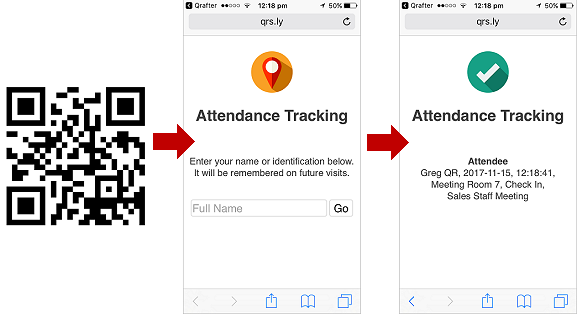 Qrafter 12:18 pm 50%
qrs.ly
Attendance Tracking
Enter your name or identification below.
It will be remembered on future visits.
Full Name Go
Qrafter 12:18 pm 50%
qrs.ly
Attendance Tracking
Attendee
Greg QR, 2017-11-15, 12:18:41,
Meeting Room 7, Check In,
Sales Staff Meeting